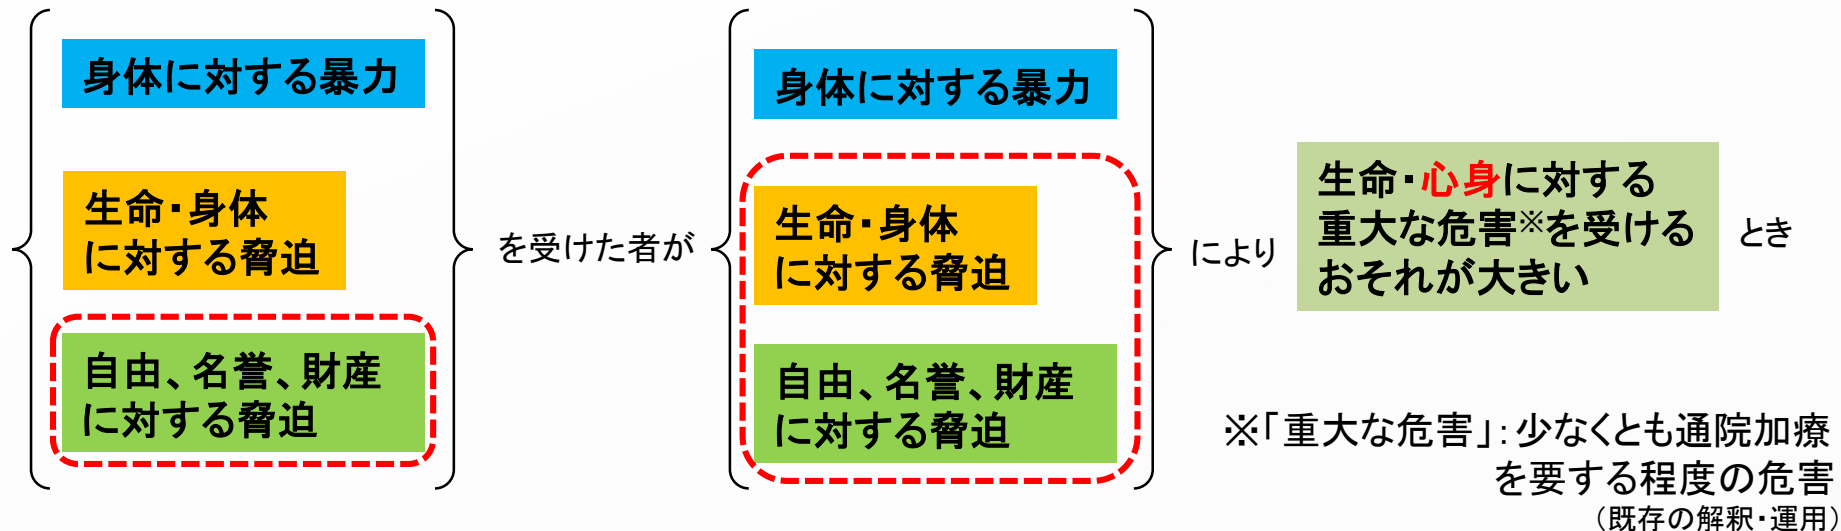 身体に対する暴力
生命・身体
に対する脅迫
自由、名誉、財産
に対する脅迫
を受けた者が
身体に対する暴力
生命・身体
に対する脅迫
自由、名誉、財産
に対する脅迫
により
生命・心身に対する
重大な危害※を受ける
おそれが大きい
とき
※「重大な危害」：少なくとも通院加療
を要する程度の危害
（既存の解釈・運用）